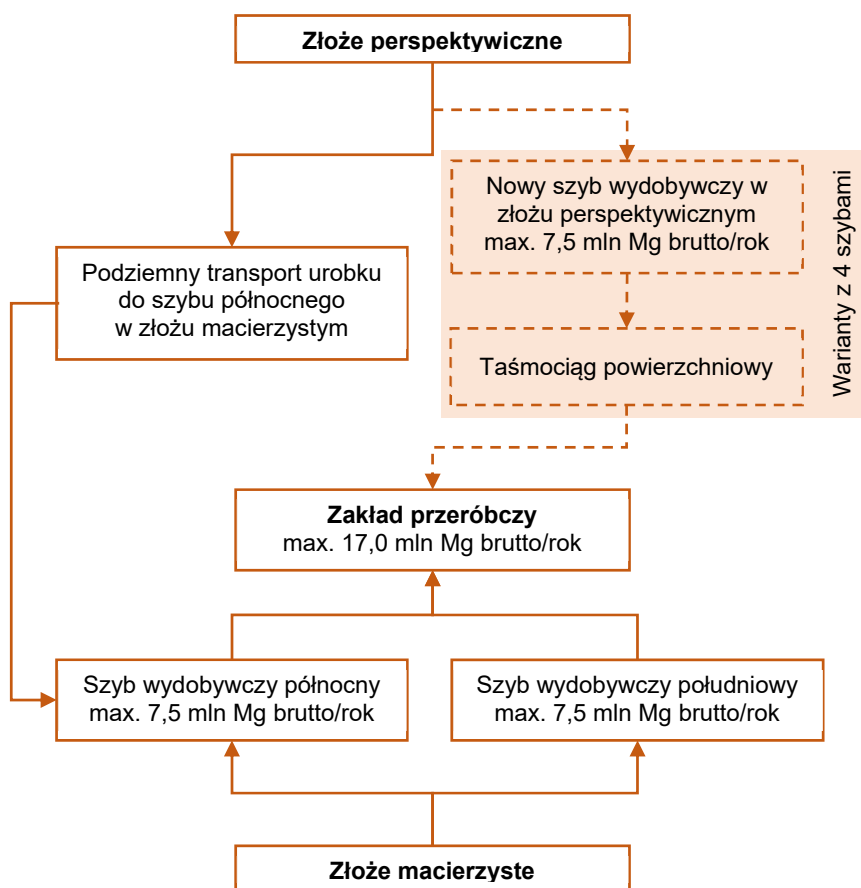 Złoże perspektywiczne
Nowy szyb wydobywczy w
złożu perspektywicznym
max. 7,5 mln Mg brutto/rok
Warianty z 4 szybami
Podziemny transport urobku
do szybu północnego
w złożu macierzystym
Taśmociąg powierzchniowy
Zakład przeróbczy
max. 17,0 mln Mg brutto/rok
Szyb wydobywczy północny
max. 7,5 mln Mg brutto/rok
Szyb wydobywczy południowy
max. 7,5 mln Mg brutto/rok
Złoże macierzyste